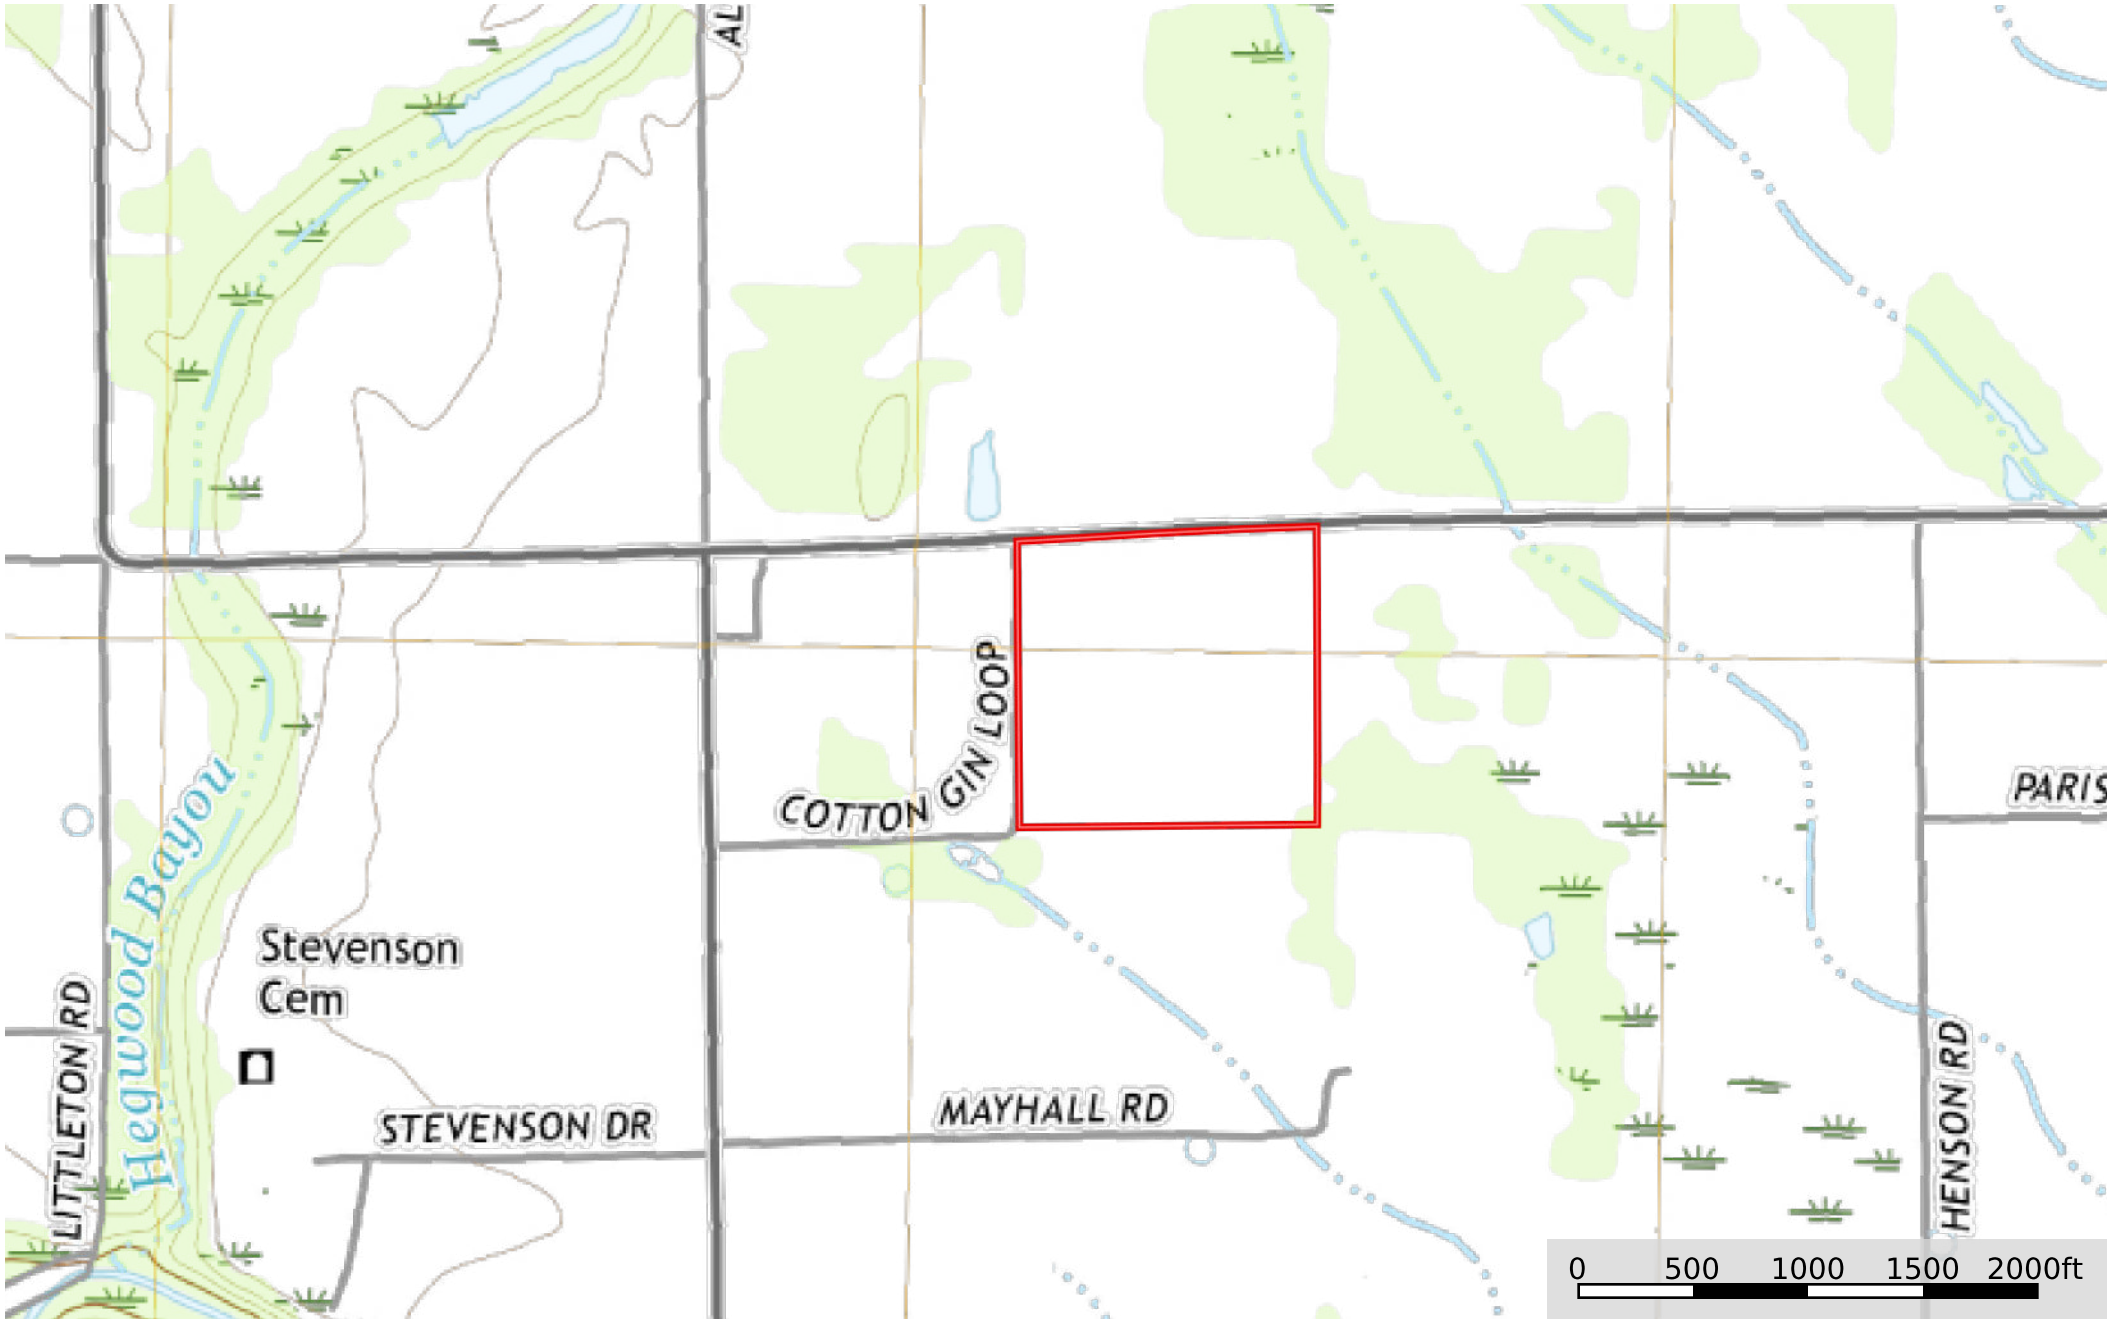 AL
COTTON GIN LOOP
Hegwood Bayou
PARIS
Stevenson
Cem
LITTLETON RD
STEVENSON DR
MAYHALL RD
HENSON RD
0 500 1000 1500 2000ft